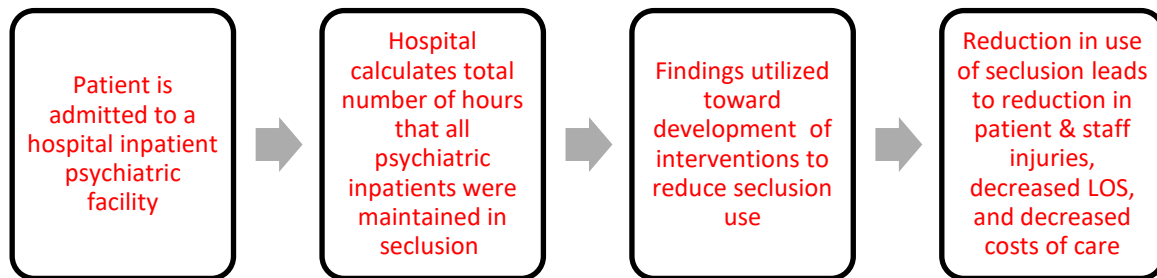 Patient is
admitted to a
hospital inpatient
psychiatric
facility
Hospital
calculates total
number of hours
that all
psychiatric
inpatients were
maintained in
seclusion
Findings utilized
toward
development of
interventions to
reduce seclusion
use
Reduction in use
of seclusion leads
to reduction in
patient & staff
injuries,
decreased LOS,
and decreased
costs of care